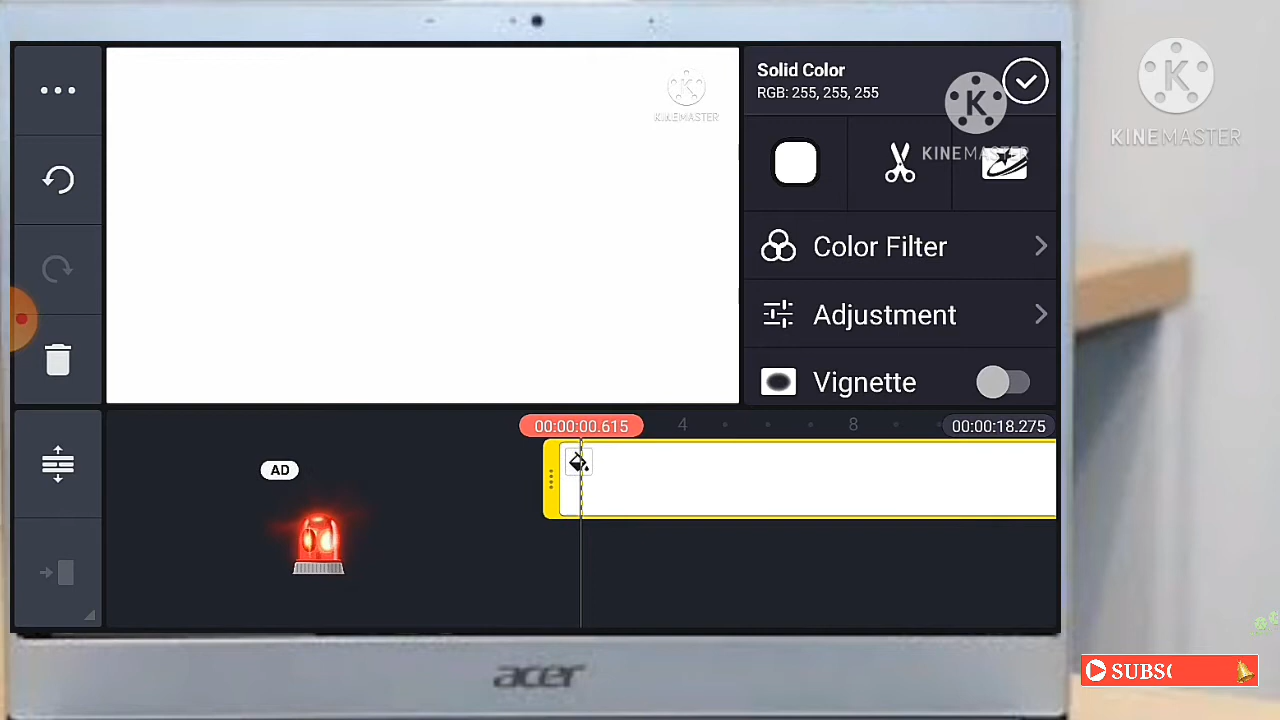 Solid Color
RGB: 255, 255, 255
K
KINEMASTER
K
KINEMASTER
K
KINEMASTER
Color Filter
Adjustment
Vignette
00:00:00.615
4
8
00:00:18.275
AD
acer
SUBSC